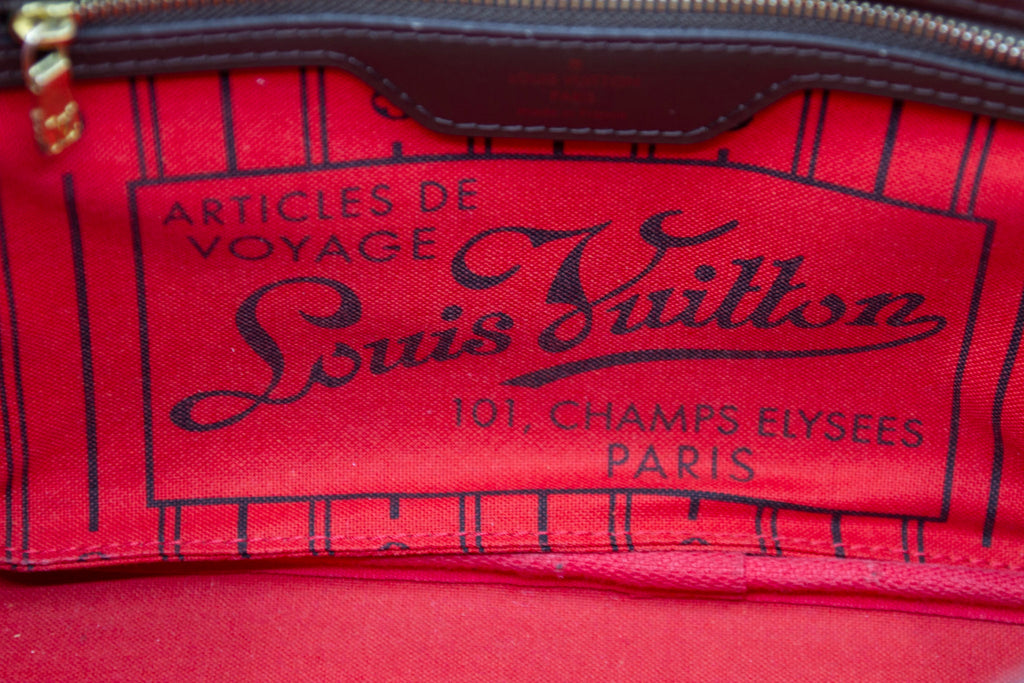 ARTICLES DE
VOYAGE
Louis Vuitton
101, CHAMPS ELYSEES
PARIS